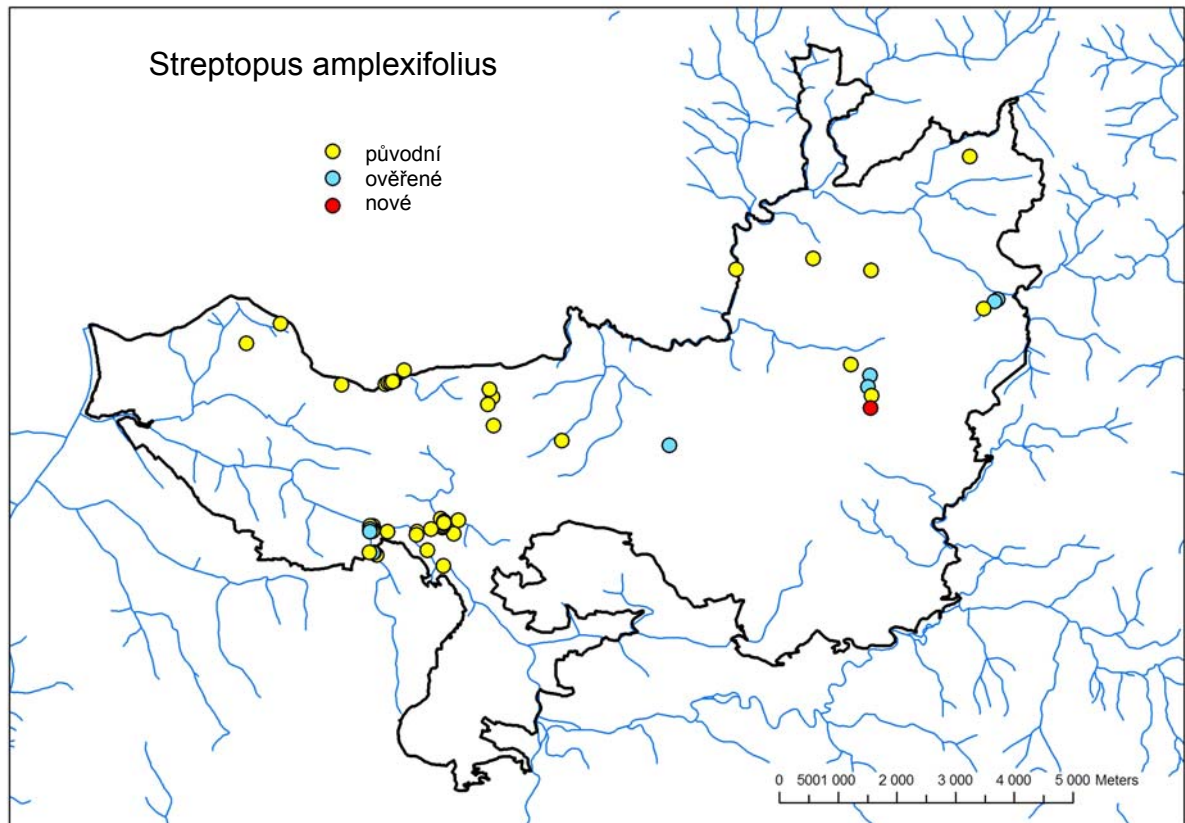 Streptopus amplexifolius
původní
ověřené
nové
0 5001 000 2 000 3 000 4 000 5 000 Meters